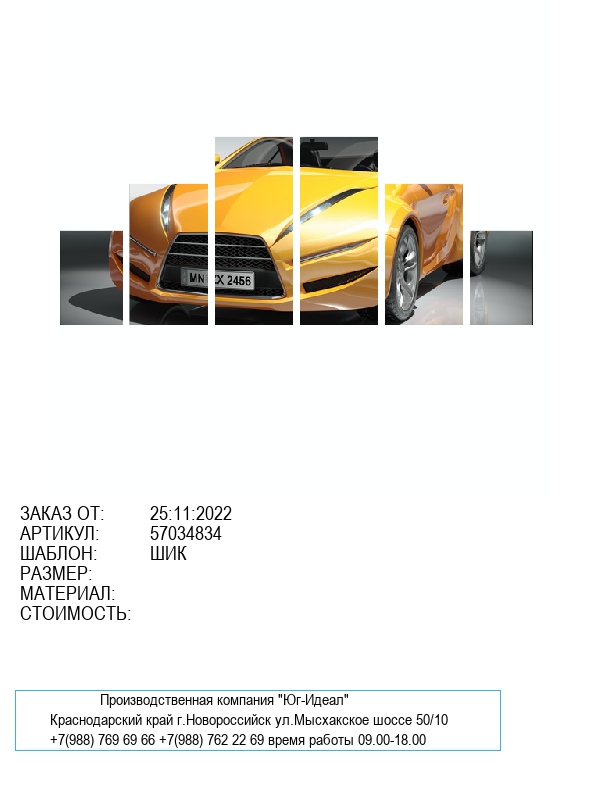 MN CX 2456
ЗАКАЗ ОТ: 25:11:2022
АРТИКУЛ: 57034834
ШАБЛОН: ШИК
РАЗМЕР:
МАТЕРИАЛ:
СТОИМОСТЬ:
Производственная компания "Юг-Идеал"
Краснодарский край г.Новороссийск ул.Мысхакское шоссе 50/10
+7(988) 769 69 66 +7(988) 762 22 69 время работы 09.00-18.00